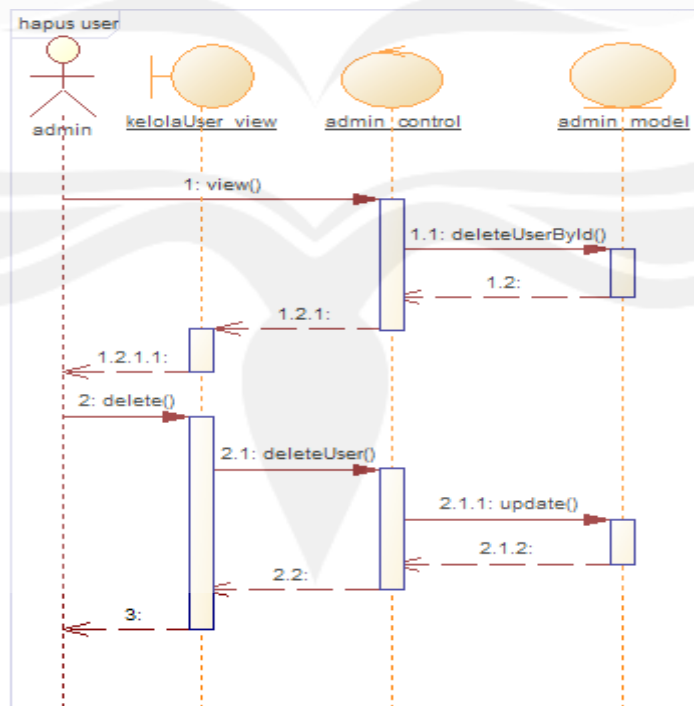 hapus user
admin
kelolaUser_view
admin_control
admin_model
1: view()
1.1: deleteUserById()
1.2:
1.2.1:
1.2.1.1:
2: delete()
2.1: deleteUser()
2.1.1: update()
2.1.2:
2.2:
3: